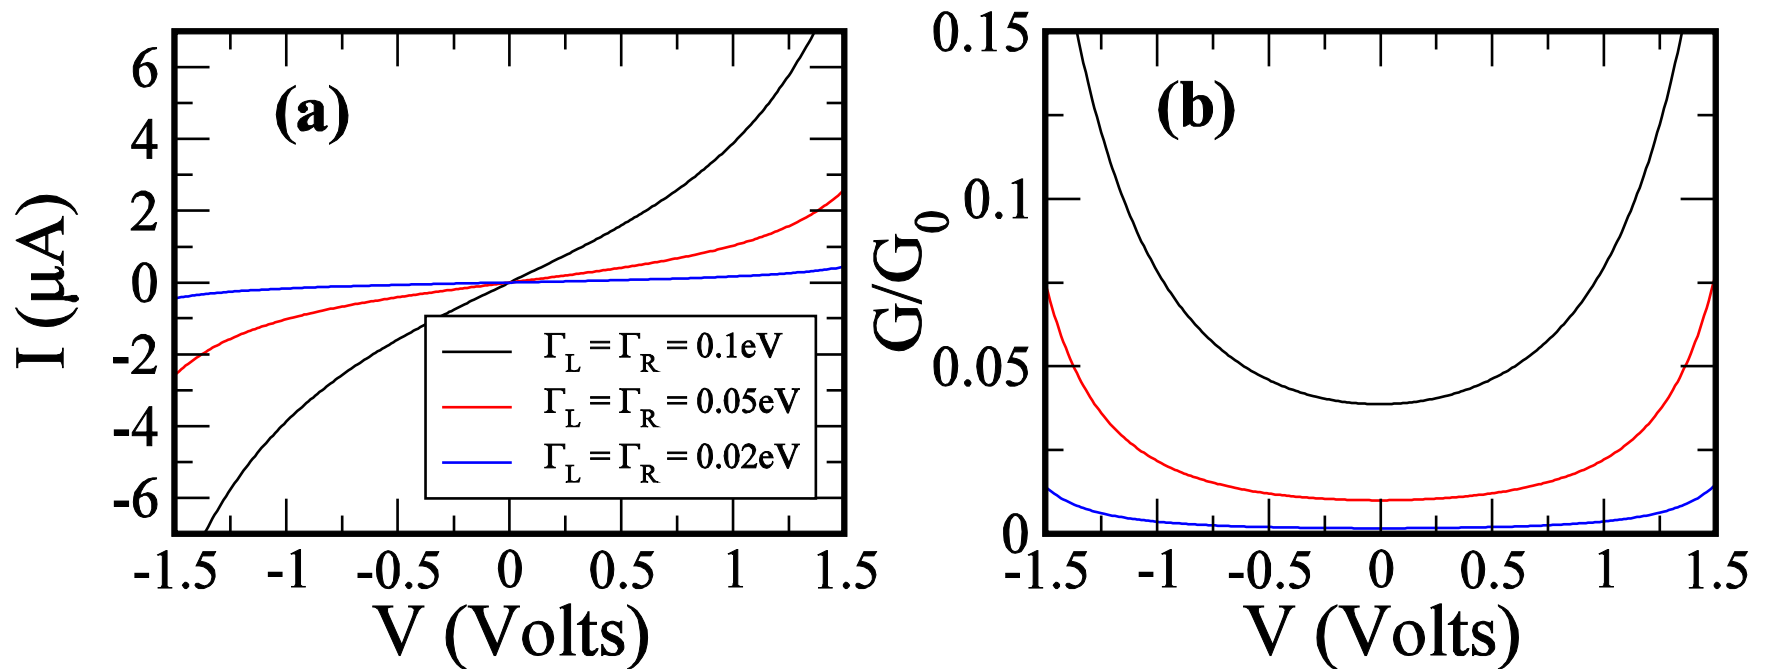 (a)
I (μA)
6
4
2
0
-2
-4
-6
Γ_L = Γ_R = 0.1eV
Γ_L = Γ_R = 0.05eV
Γ_L = Γ_R = 0.02eV
-1.5 -1 -0.5 0 0.5 1 1.5
V (Volts)
(b)
G/G_0
0.15
0.1
0.05
0
-1.5 -1 -0.5 0 0.5 1 1.5
V (Volts)